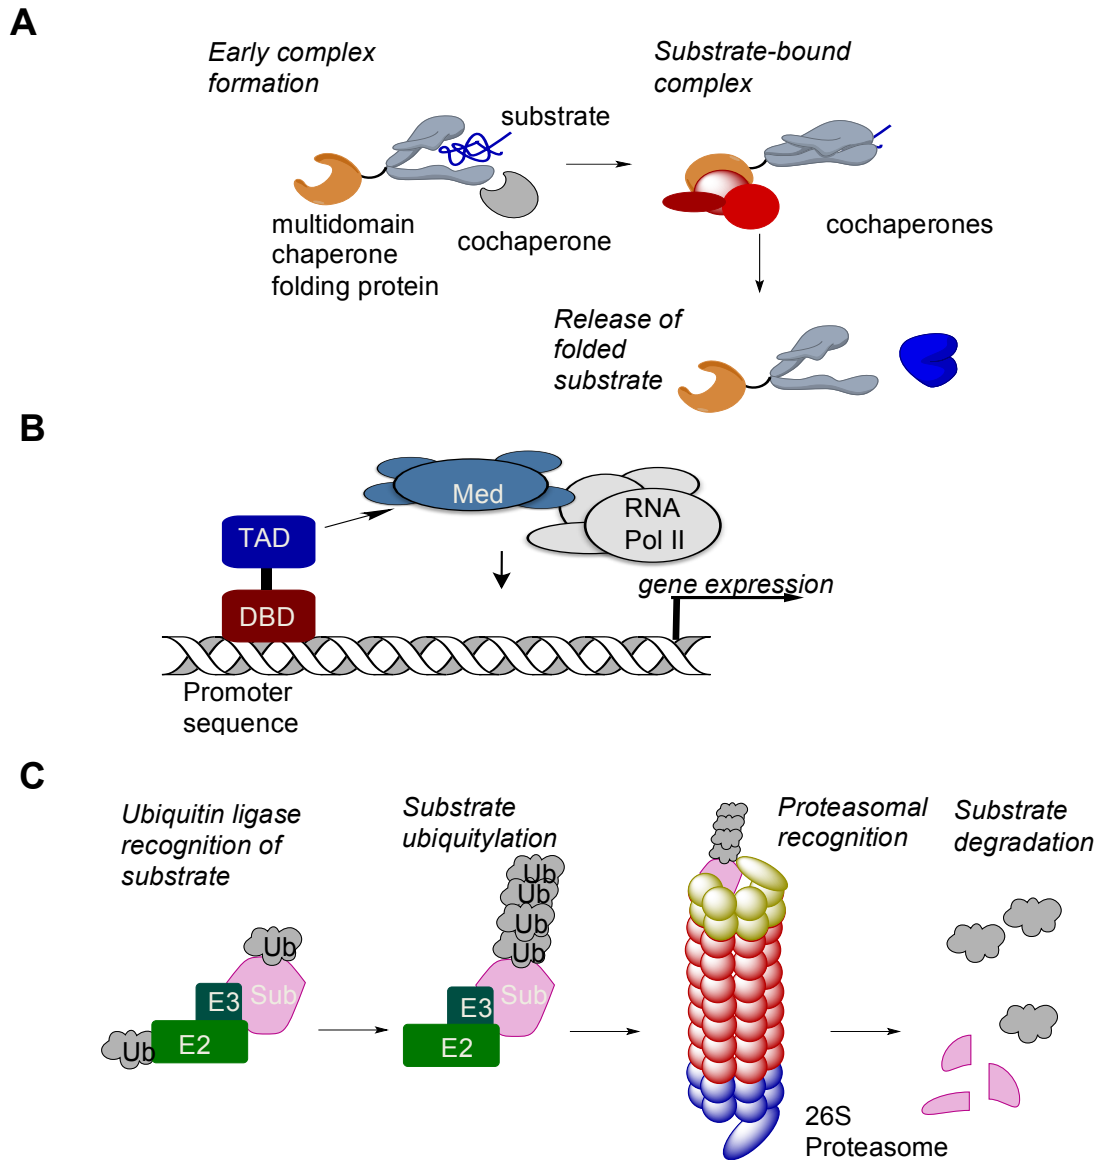 A
Early complex
formation
substrate
multidomain
chaperone
folding protein
cochaperone
Substrate-bound
complex
cochaperones
Release of
folded
substrate
B
TAD
DBD
Med
RNA
Pol II
gene expression
Promoter
sequence
C
Ubiquitin ligase
recognition of
substrate
Ub
Sub
E3
E2
Ub
Substrate
ubiquitylation
Ub
Ub
Ub
Ub
Sub
E3
E2
Proteasomal
recognition
26S
Proteasome
Substrate
degradation